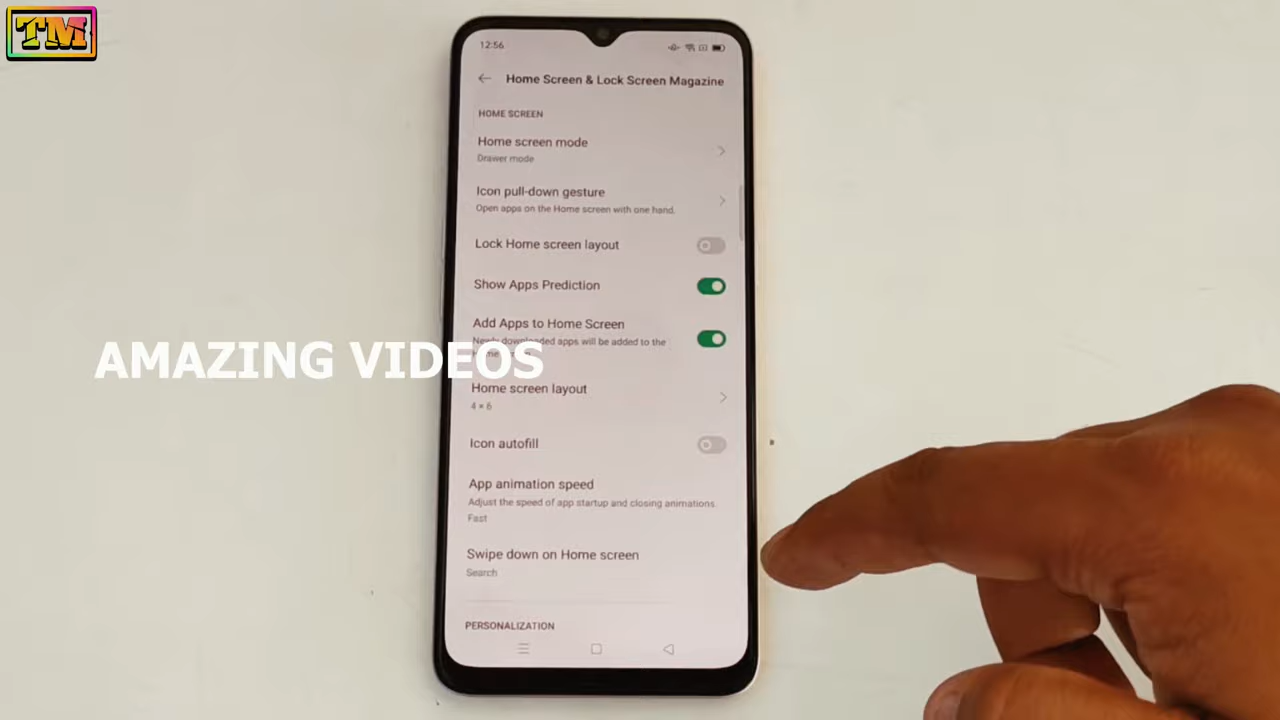 TM
12:56
Home Screen & Lock Screen Magazine
HOME SCREEN
Home screen mode
Drawer mode
Icon pull-down gesture
Open apps on the Home screen with one hand.
Lock Home screen layout
Show Apps Prediction
Add Apps to Home Screen
Newly downloaded apps will be added to the
AMAZING VIDEOS
Home screen layout
4 * 6
Icon autofill
App animation speed
Adjust the speed of app startup and closing animations.
Fast
Swipe down on Home screen
Search
PERSONALIZATION